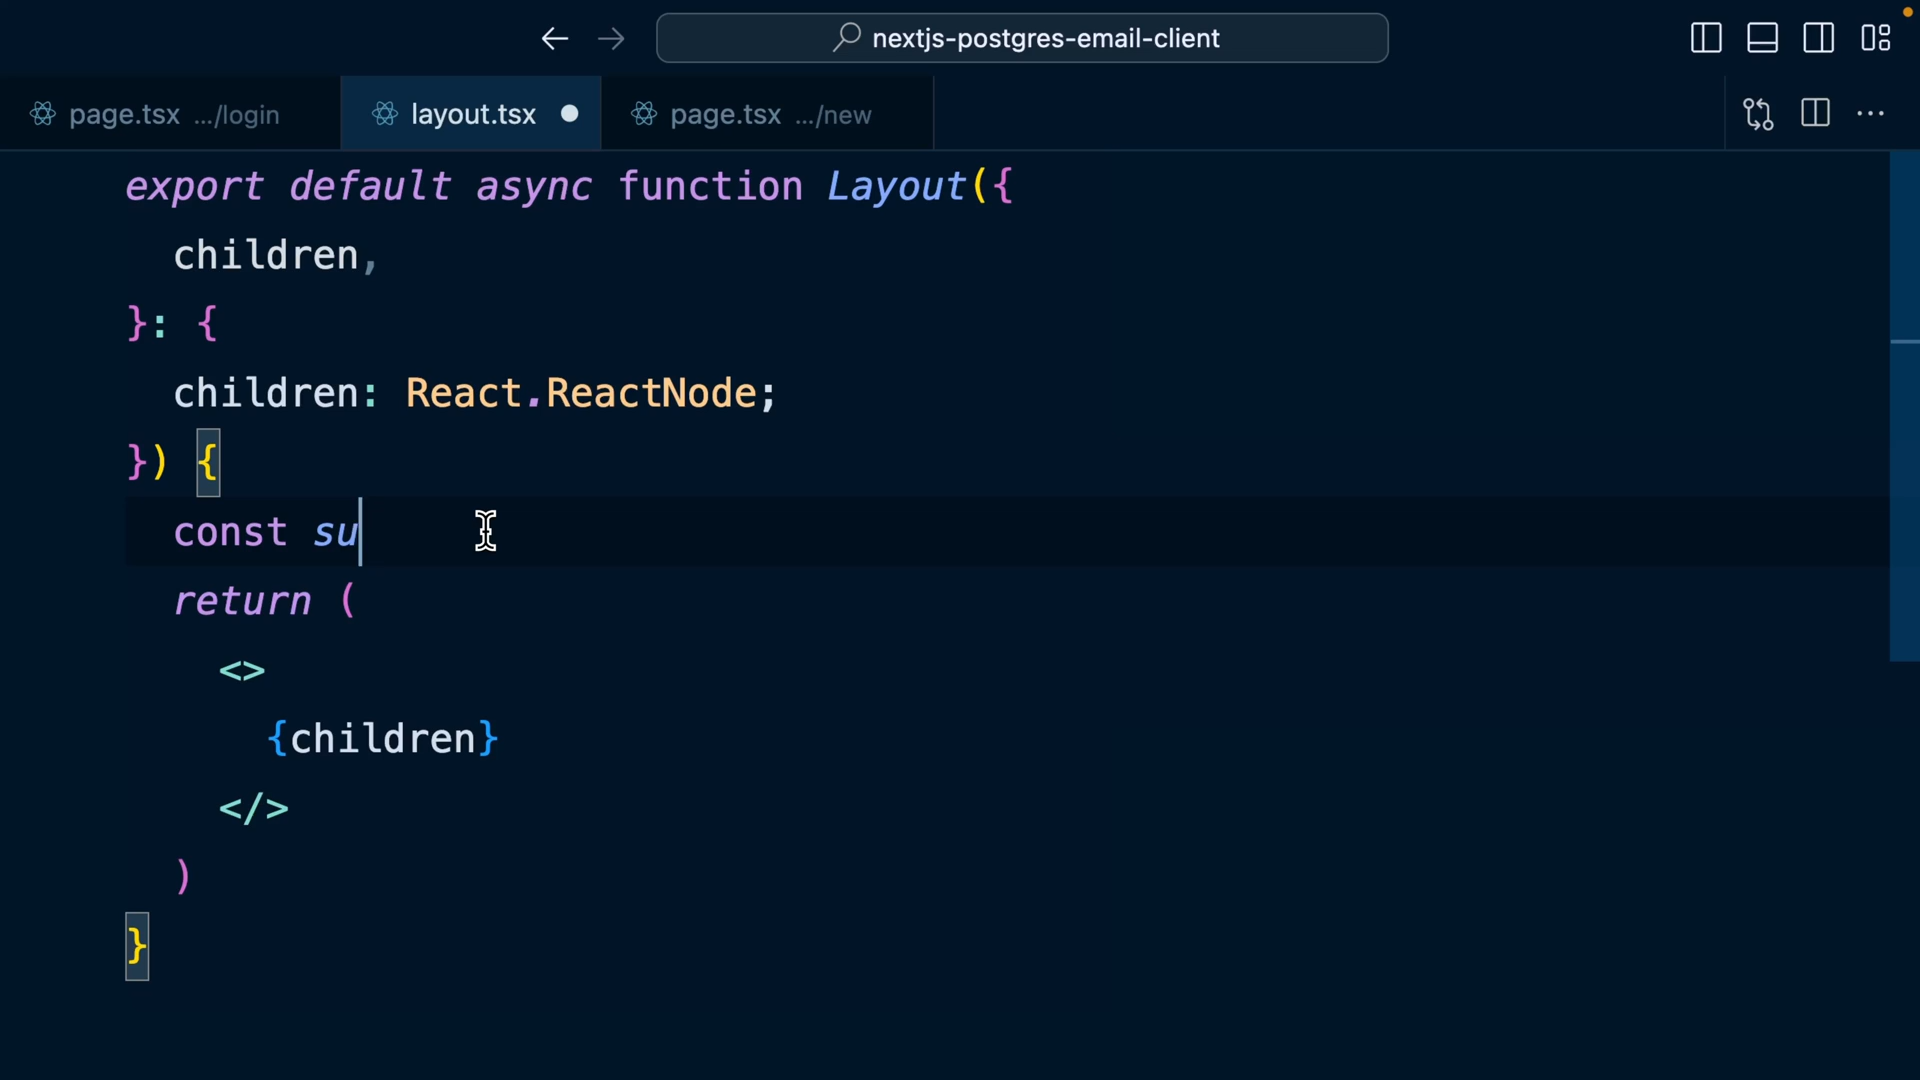 nextjs-postgres-email-client
page.tsx .../login
layout.tsx
page.tsx .../new
export default async function Layout({
  children,
}: {
  children: React.ReactNode;
}) {
  const su
  return (
    <>
      {children}
    </>
  )
}